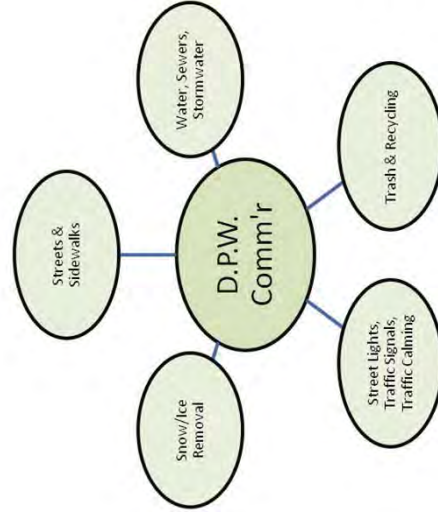 Streets &
Sidewalks
Water, Sewers,
Stormwater
Snow/Ice
Removal
D.P.W.
Comm'r
Trash & Recycling
Street Lights,
Traffic Signals,
Traffic Calming